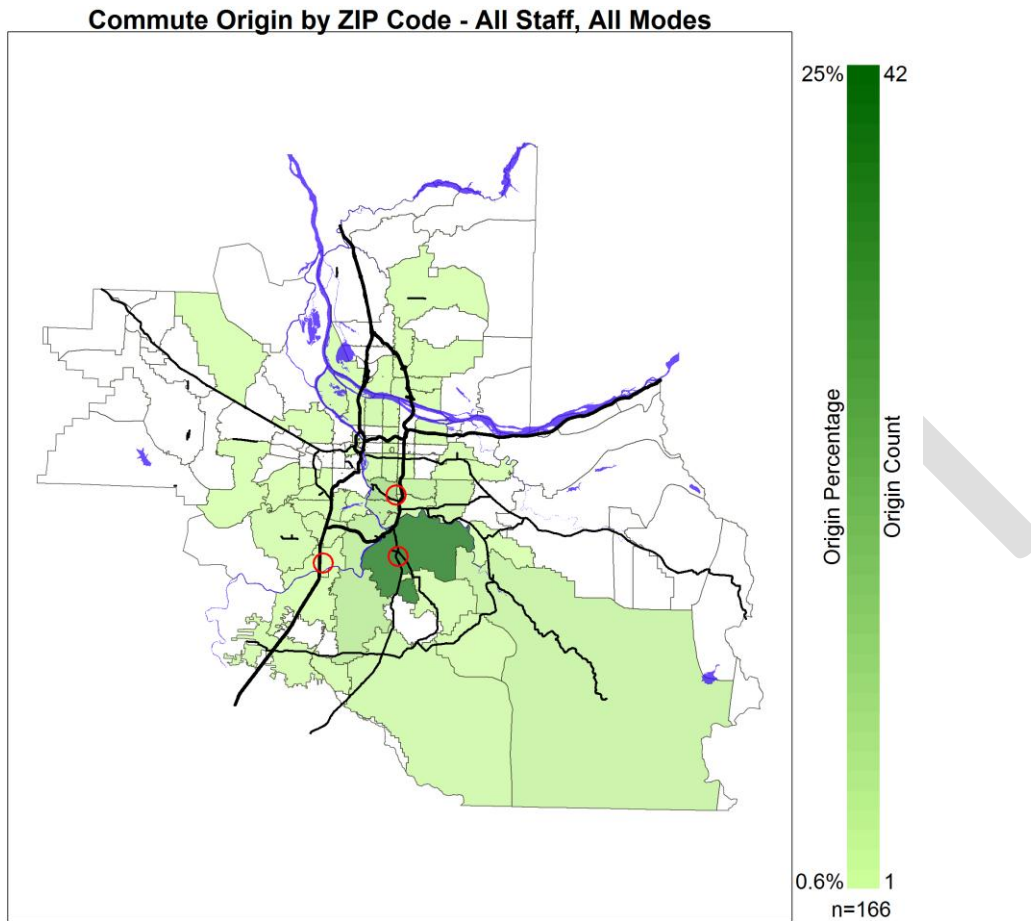 Commute Origin by ZIP Code - All Staff, All Modes
25% 42
Origin Percentage
Origin Count
0.6% 1
n=166